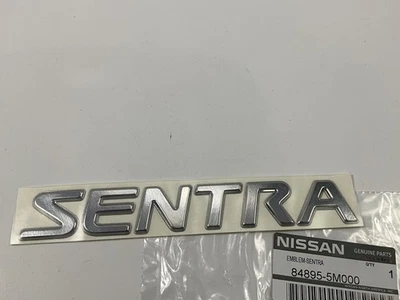 SENTRA
NISSAN GENUINE PARTS
EMBLEM-SENTRA QTY
84895-5M000 1